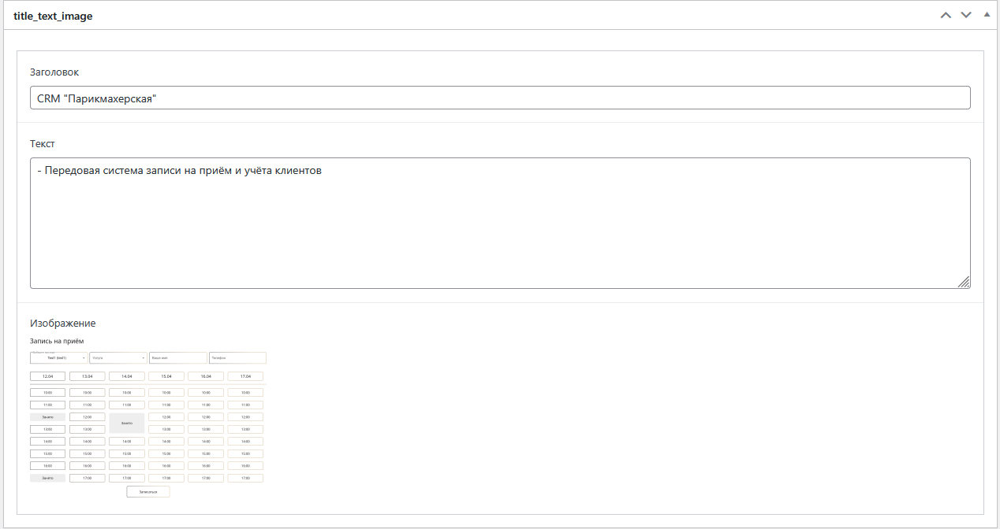 title_text_image
Заголовок
CRM "Парикмахерская"
Текст
- Передовая система записи на приём и учёта клиентов
Изображение
Запись на приём
Test1 (test1) Услуга Ваше имя Телефон
12.04 13.04 14.04 15.04 16.04 17.04
10:00 10:00 10:00 10:00 10:00 10:00
11:00 11:00 11:00 11:00 11:00 11:00
Занято 12:00 Занято 12:00 12:00 12:00
13:00 13:00 13:00 13:00 13:00
14:00 14:00 14:00 14:00 14:00 14:00
15:00 15:00 15:00 15:00 15:00 15:00
16:00 16:00 16:00 16:00 16:00 16:00
Занято 17:00 17:00 17:00 17:00 17:00
Записаться